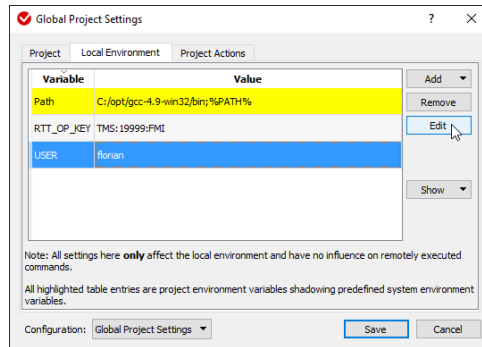 Global Project Settings ? ×
Project Local Environment Project Actions
Variable Value
Path C:/opt/gcc-4.9-win32/bin;%PATH%
RTT_OP_KEY TMS:19999:FMI
USER florian
Add
Remove
Edit
Show
Note: All settings here only affect the local environment and have no influence on remotely executed
commands.
All highlighted table entries are project environment variables shadowing predefined system environment
variables.
Configuration: Global Project Settings Save Cancel